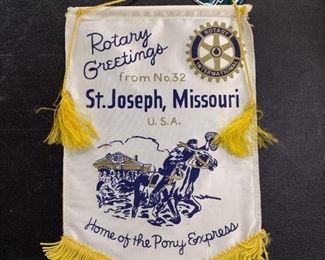 Rotary
Greetings
ROTARY
INTERNATIONAL
from No.32
St. Joseph, Missouri
U.S.A.
Home of the Pony Express